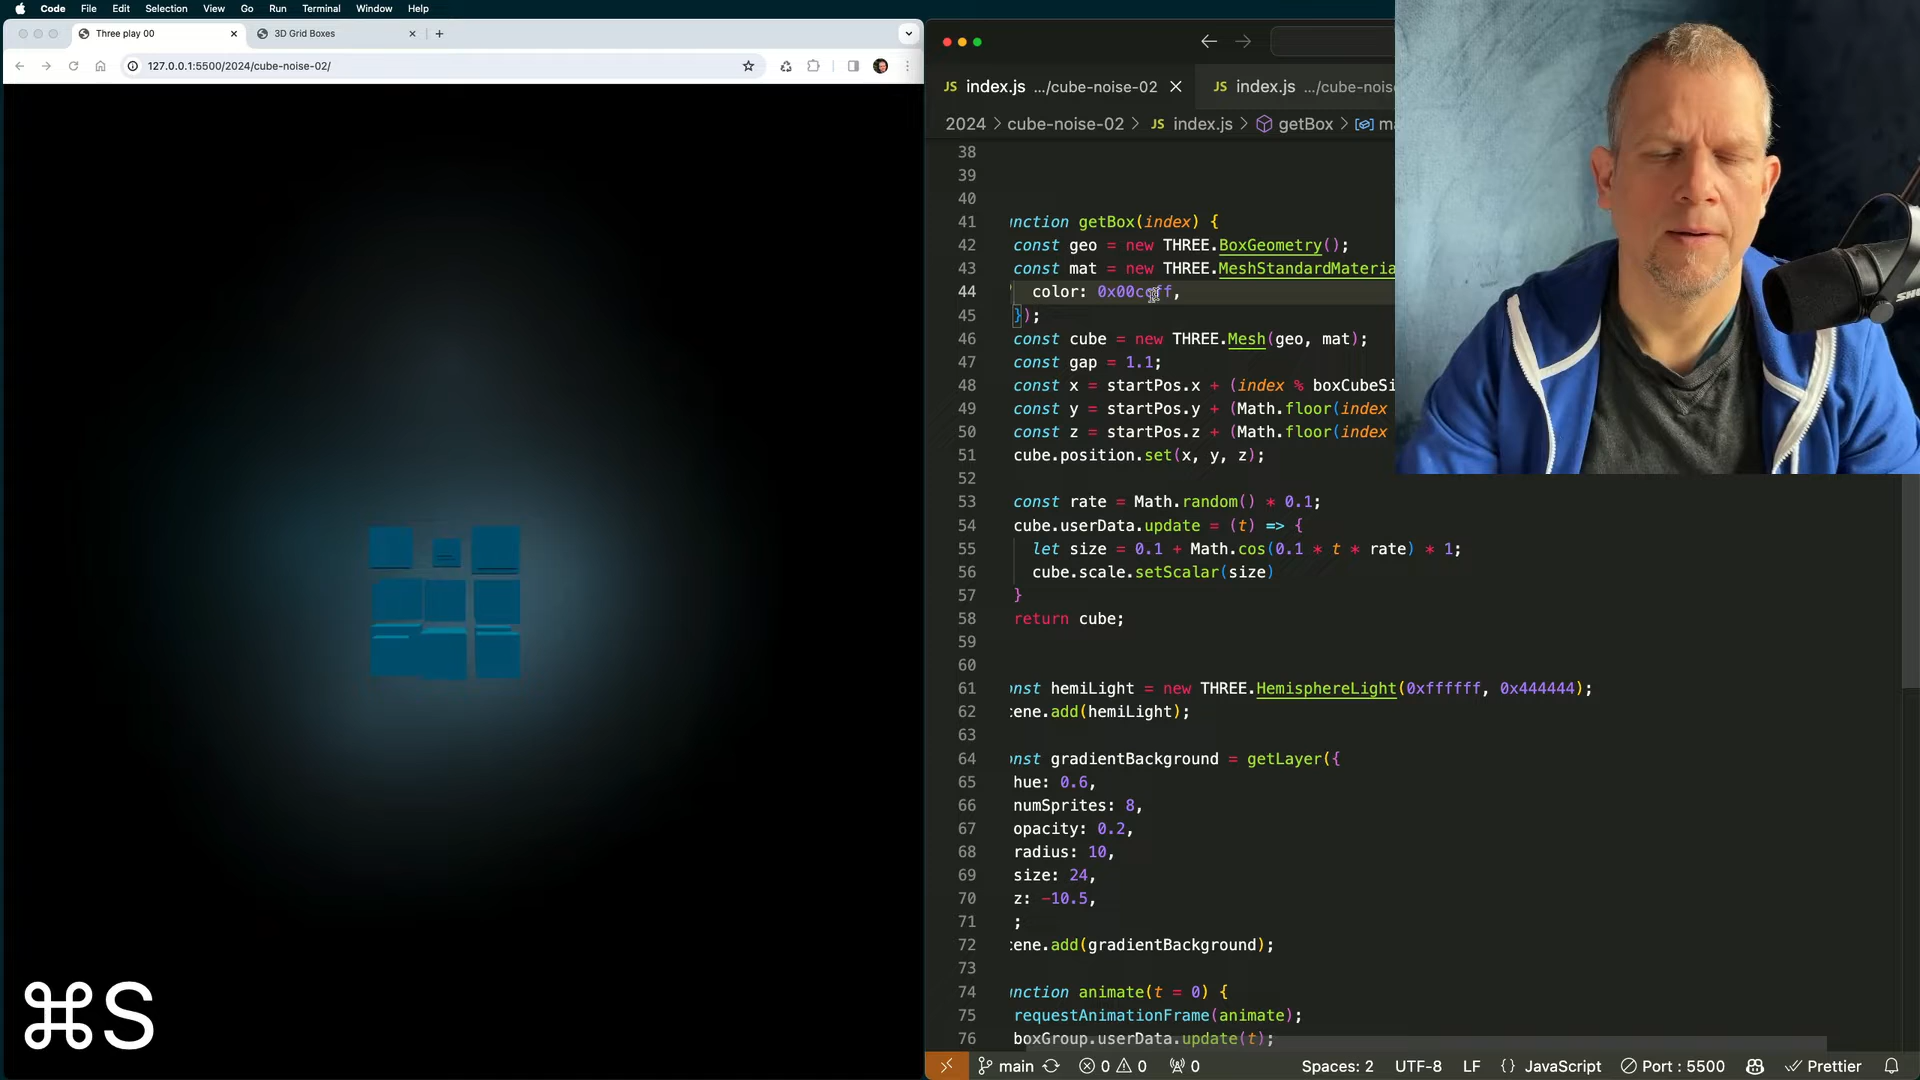 Code File Edit Selection View Go Run Terminal Window Help
Three play 00
3D Grid Boxes
127.0.0.1:5500/2024/cube-noise-02/
JS index.js .../cube-noise-02
JS index.js .../cube-nois
2024 > cube-noise-02 > JS index.js > getBox >
38
39
40
41 unction getBox(index) {
42 const geo = new THREE.BoxGeometry();
43 const mat = new THREE.MeshStandardMateria
44 color: 0x00ccff,
45 });
46 const cube = new THREE.Mesh(geo, mat);
47 const gap = 1.1;
48 const x = startPos.x + (index % boxCubeSi
49 const y = startPos.y + (Math.floor(index
50 const z = startPos.z + (Math.floor(index
51 cube.position.set(x, y, z);
52
53 const rate = Math.random() * 0.1;
54 cube.userData.update = (t) => {
55 let size = 0.1 + Math.cos(0.1 * t * rate) * 1;
56 cube.scale.setScalar(size)
57 }
58 return cube;
59
60
61 nst hemiLight = new THREE.HemisphereLight(0xffffff, 0x444444);
62 cene.add(hemiLight);
63
64 nst gradientBackground = getLayer({
65 hue: 0.6,
66 numSprites: 8,
67 opacity: 0.2,
68 radius: 10,
69 size: 24,
70 z: -10.5,
71 ;
72 cene.add(gradientBackground);
73
74 unction animate(t = 0) {
75 requestAnimationFrame(animate);
76 boxGroup.userData.update(t);
⌘S
main 0 0 0 Spaces: 2 UTF-8 LF {} JavaScript Port : 5500 Prettier
SHU